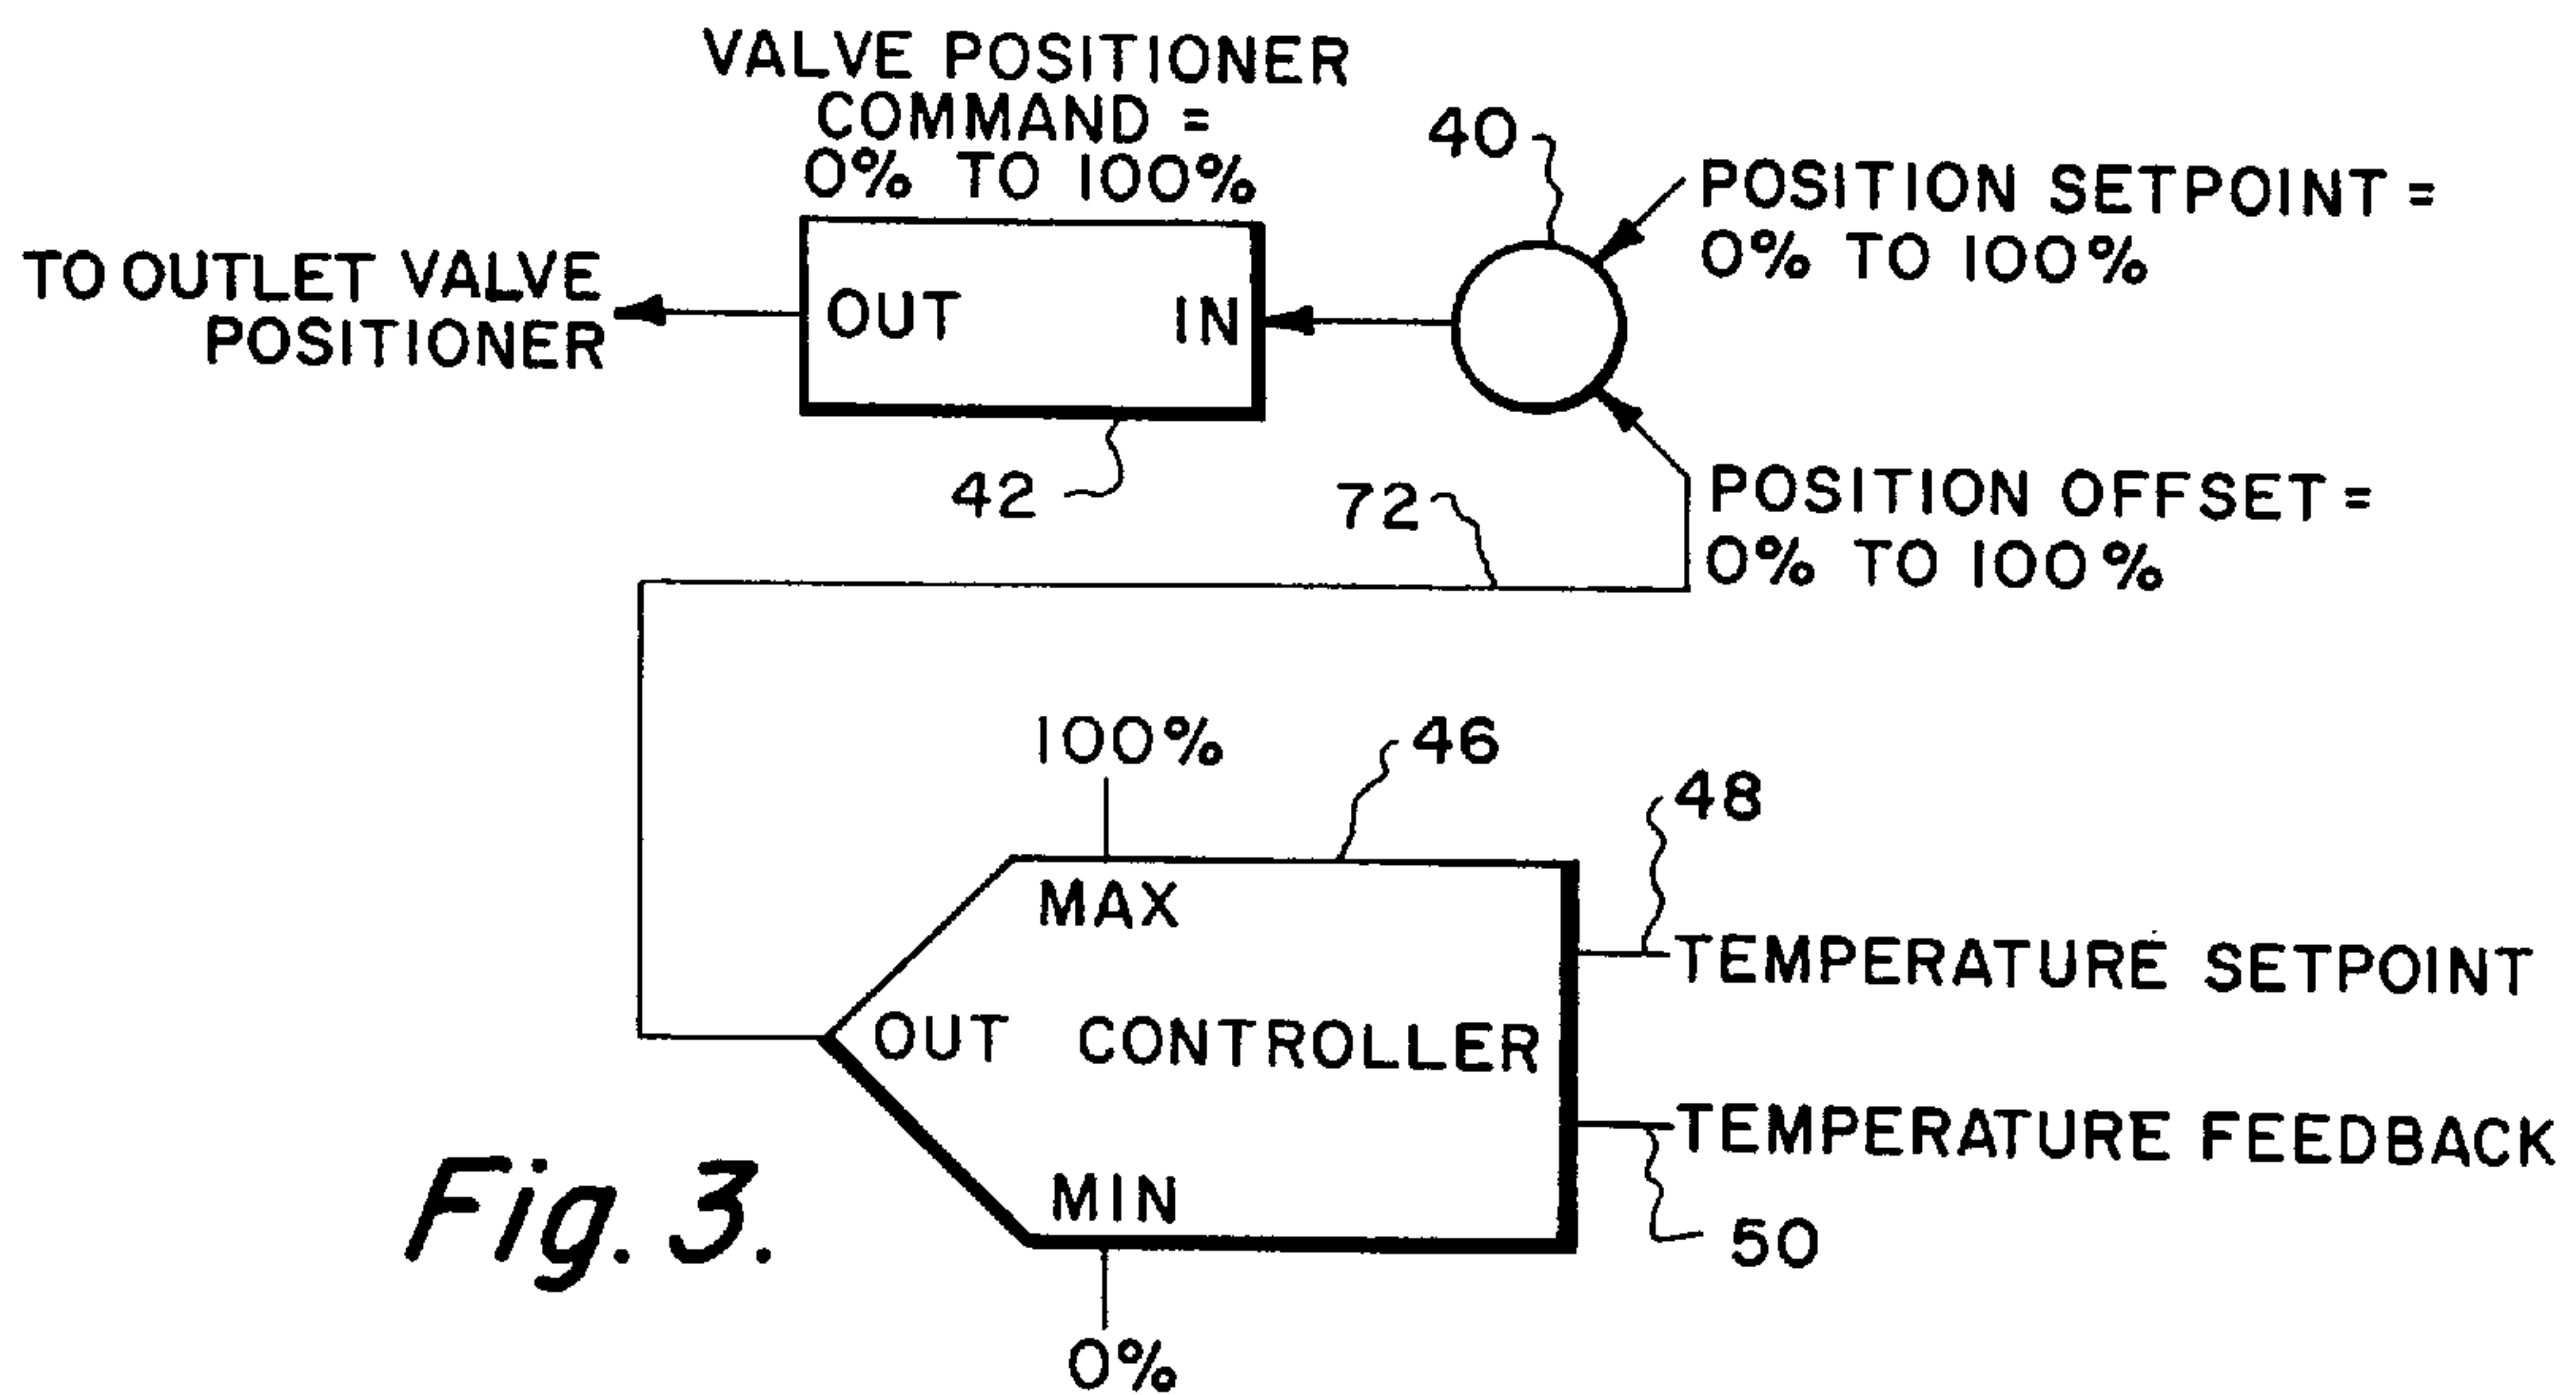 VALVE POSITIONER
COMMAND =
0% TO 100%
40
POSITION SETPOINT =
0% TO 100%
TO OUTLET VALVE
POSITIONER
OUT
IN
42
72
POSITION OFFSET =
0% TO 100%
100%
46
48
MAX
TEMPERATURE SETPOINT
OUT
CONTROLLER
TEMPERATURE FEEDBACK
MIN
50
0%
Fig. 3.